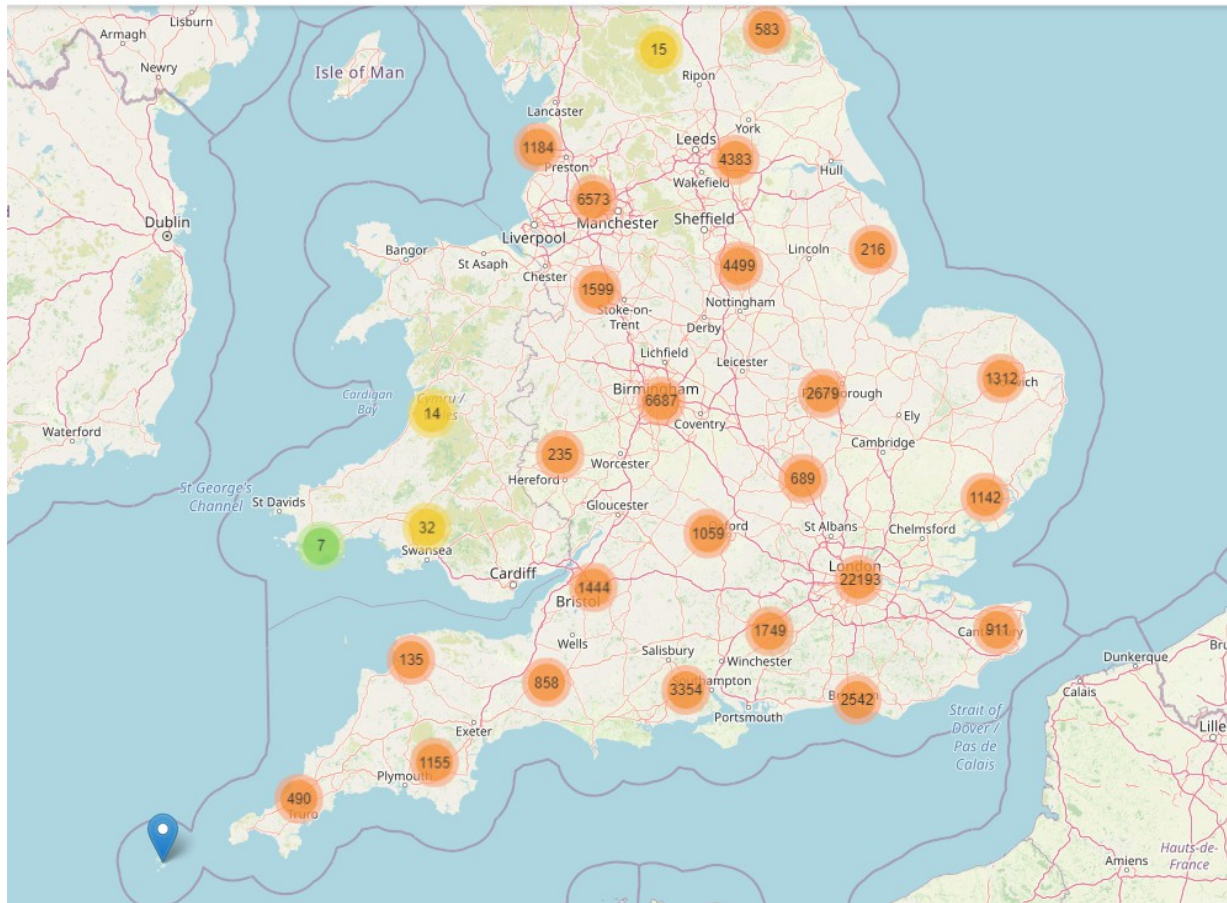 Lisburn
Armagh
Newry
Isle of Man
583
15
Ripon
Lancaster
York
Leeds
1184
Preston
4383
Hull
Wakefield
6573
Manchester
Sheffield
Dublin
Liverpool
Bangor
St Asaph
Chester
Lincoln
216
4499
1599
Nottingham
Stoke-on-
Trent
Derby
Lichfield
Leicester
1312
Birmingham
6687
2679
Cardigan
Bay
Cymru /
14
Ely
Coventry
Waterford
Cambridge
235
Worcester
Hereford
689
St George's
Channel
St Davids
Gloucester
1142
32
7
Swansea
1059
St Albans
Chelmsford
Cardiff
London
22193
1444
Bristol
1749
911
Wells
135
Salisbury
Winchester
858
3354
Portsmouth
2542
Dunkerque
Calais
Strait of
Dover /
Pas de
Calais
Lille
Exeter
1155
Plymouth
490
Truro
Hauts-de-
France
Amiens